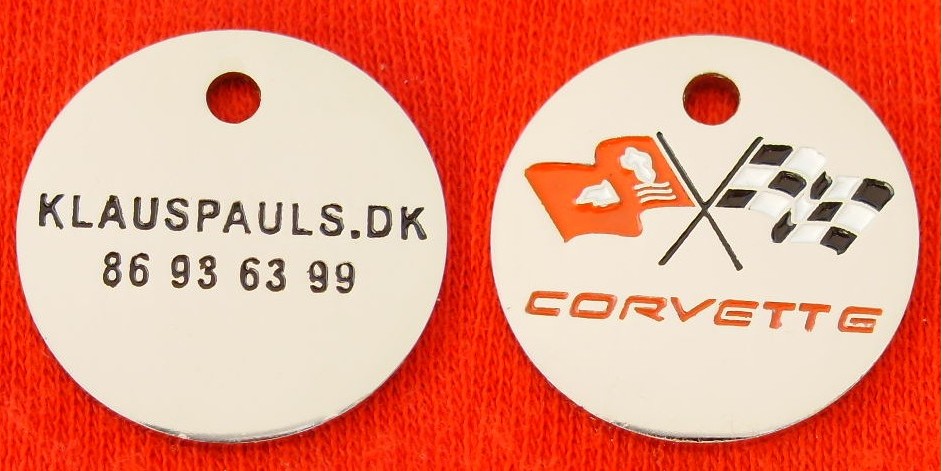 KLAUSPAULS.DK
86 93 63 99
CORVETTE